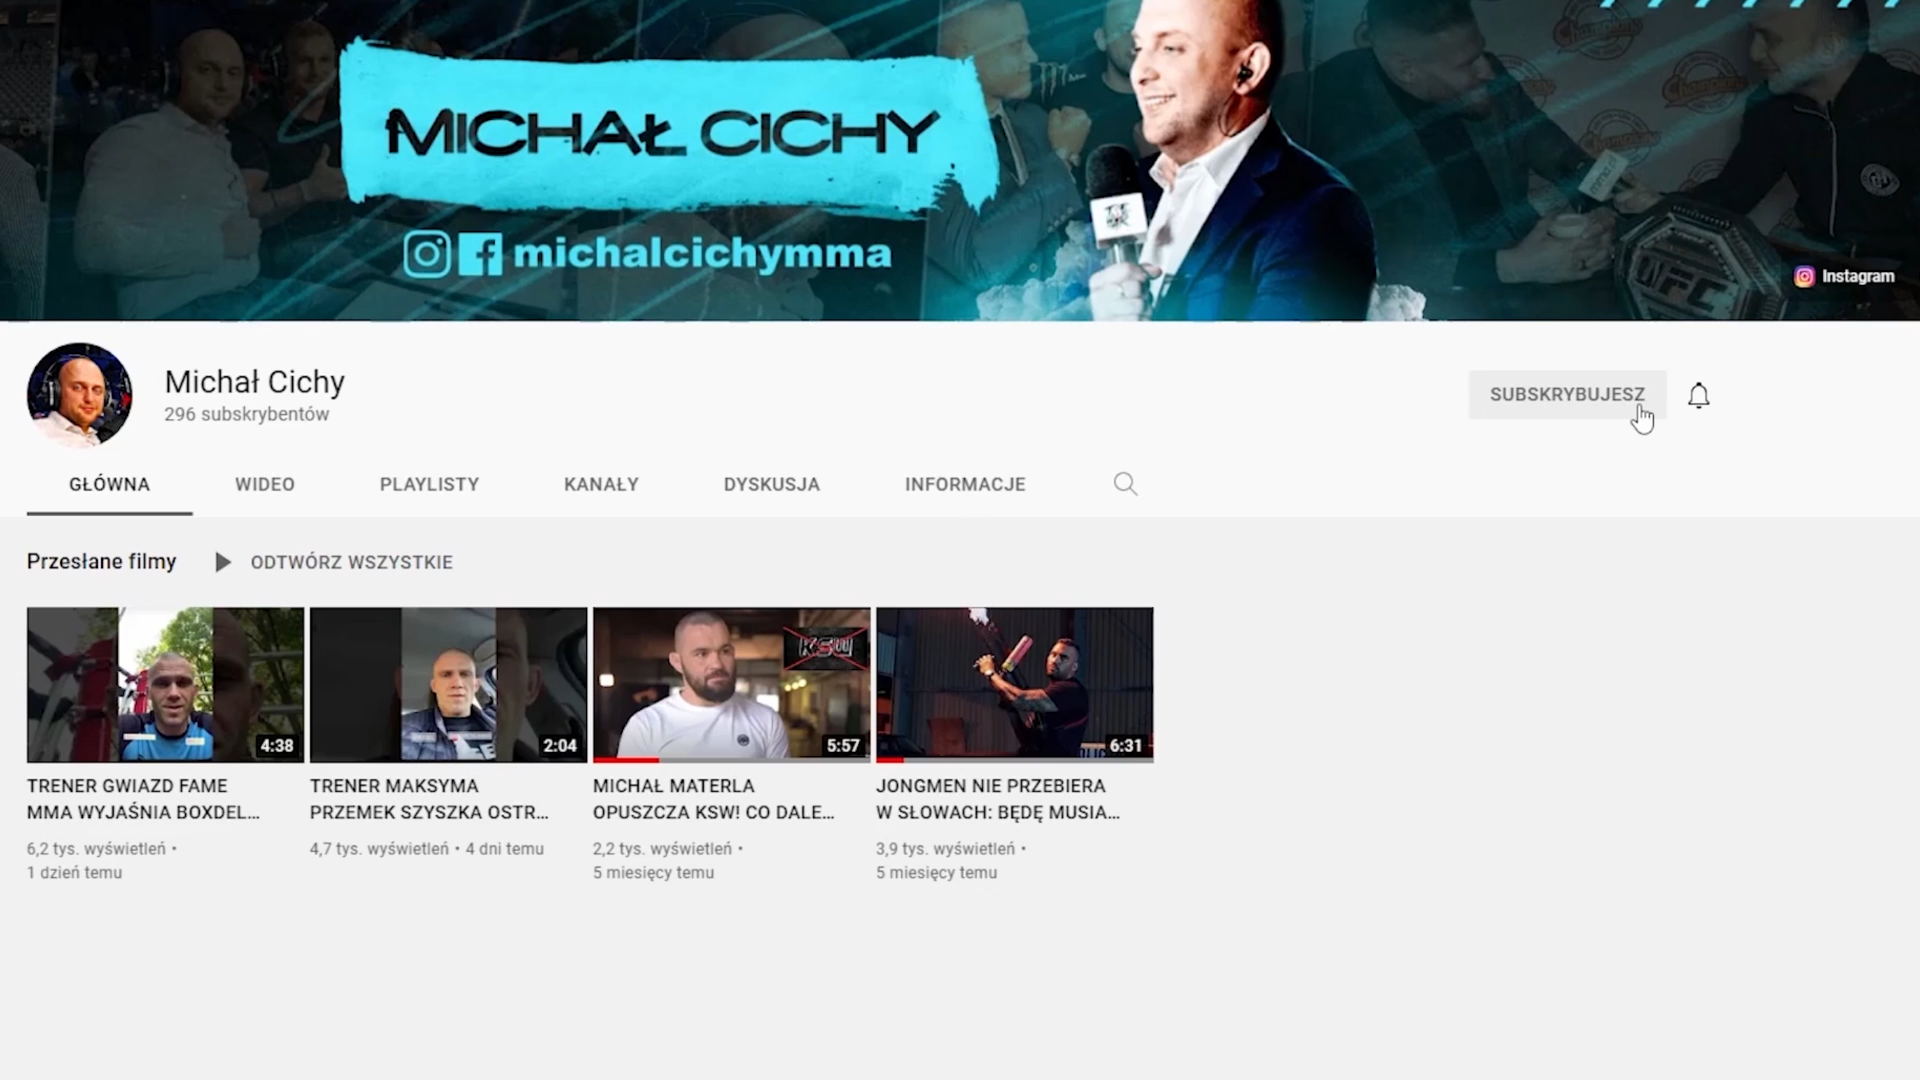 MICHAŁ CICHY
michalcichymma
UFC
Instagram
Michał Cichy
296 subskrybentów
SUBSKRYBUJESZ
GŁÓWNA
WIDEO
PLAYLISTY
KANAŁY
DYSKUSJA
INFORMACJE
Przesłane filmy
ODTWÓRZ WSZYSTKIE
KSW
4:38
2:04
5:57
6:31
TRENER GWIAZD FAME
MMA WYJAŚNIA BOXDEL...
6,2 tys. wyświetleń •
1 dzień temu
TRENER MAKSYMA
PRZEMEK SZYSZKA OSTR...
4,7 tys. wyświetleń • 4 dni temu
MICHAŁ MATERLA
OPUSZCZA KSW! CO DALE...
2,2 tys. wyświetleń •
5 miesięcy temu
JONGMEN NIE PRZEBIERA
W SŁOWACH: BĘDĘ MUSIA...
3,9 tys. wyświetleń •
5 miesięcy temu